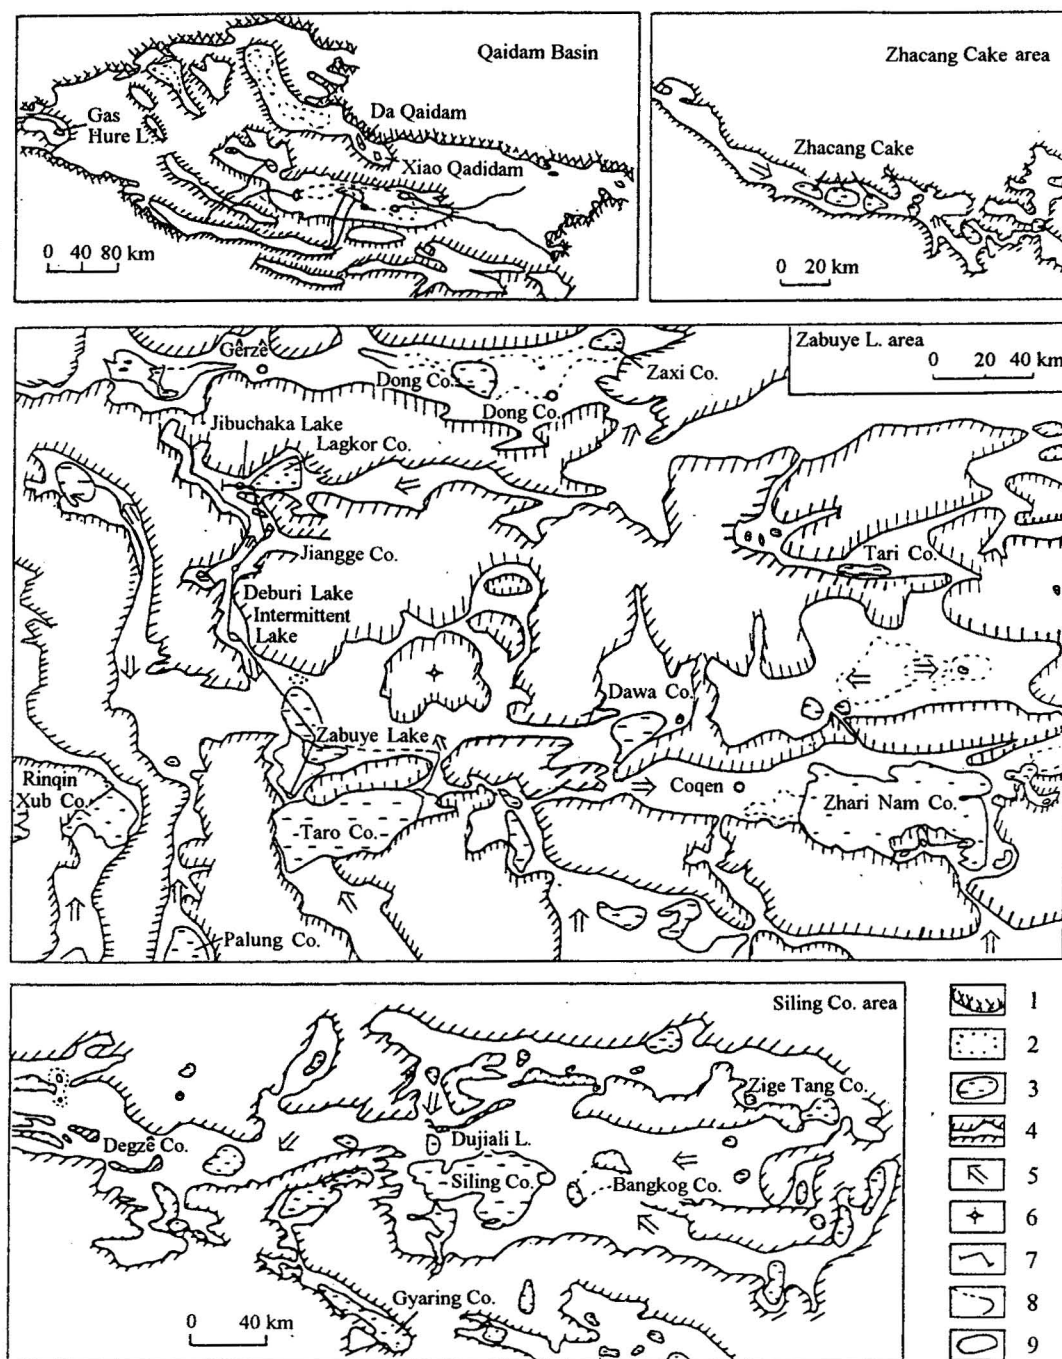 Qaidam Basin
Gas
Hure L.
Da Qaidam
Xiao Qadidam
0 40 80 km
Zhacang Cake area
Zhacang Cake
0 20 km
Zabuye L. area
0 20 40 km
Gêrzê
Dong Co.
Dong Co.
Zaxi Co.
Jibuchaka Lake
Lagkor Co.
Jiangge Co.
Tari Co.
Deburi Lake
Intermittent
Lake
Dawa Co.
Zabuye Lake
Rinqin
Xub Co.
Coqen
Zhari Nam Co.
Taro Co.
Palung Co.
Siling Co. area
Zige Tang Co.
Degzê Co.
Dujiali L.
Siling Co.
Bangkog Co.
Gyaring Co.
0 40 km
1
2
3
4
5
6
7
8
9